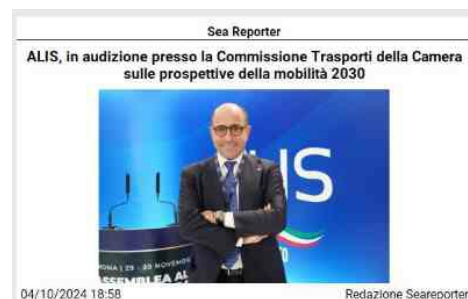 Sea Reporter
ALIS, in audizione presso la Commissione Trasporti della Camera
sulle prospettive della mobilità 2030
04/10/2024 18:58
Redazione Seareporter